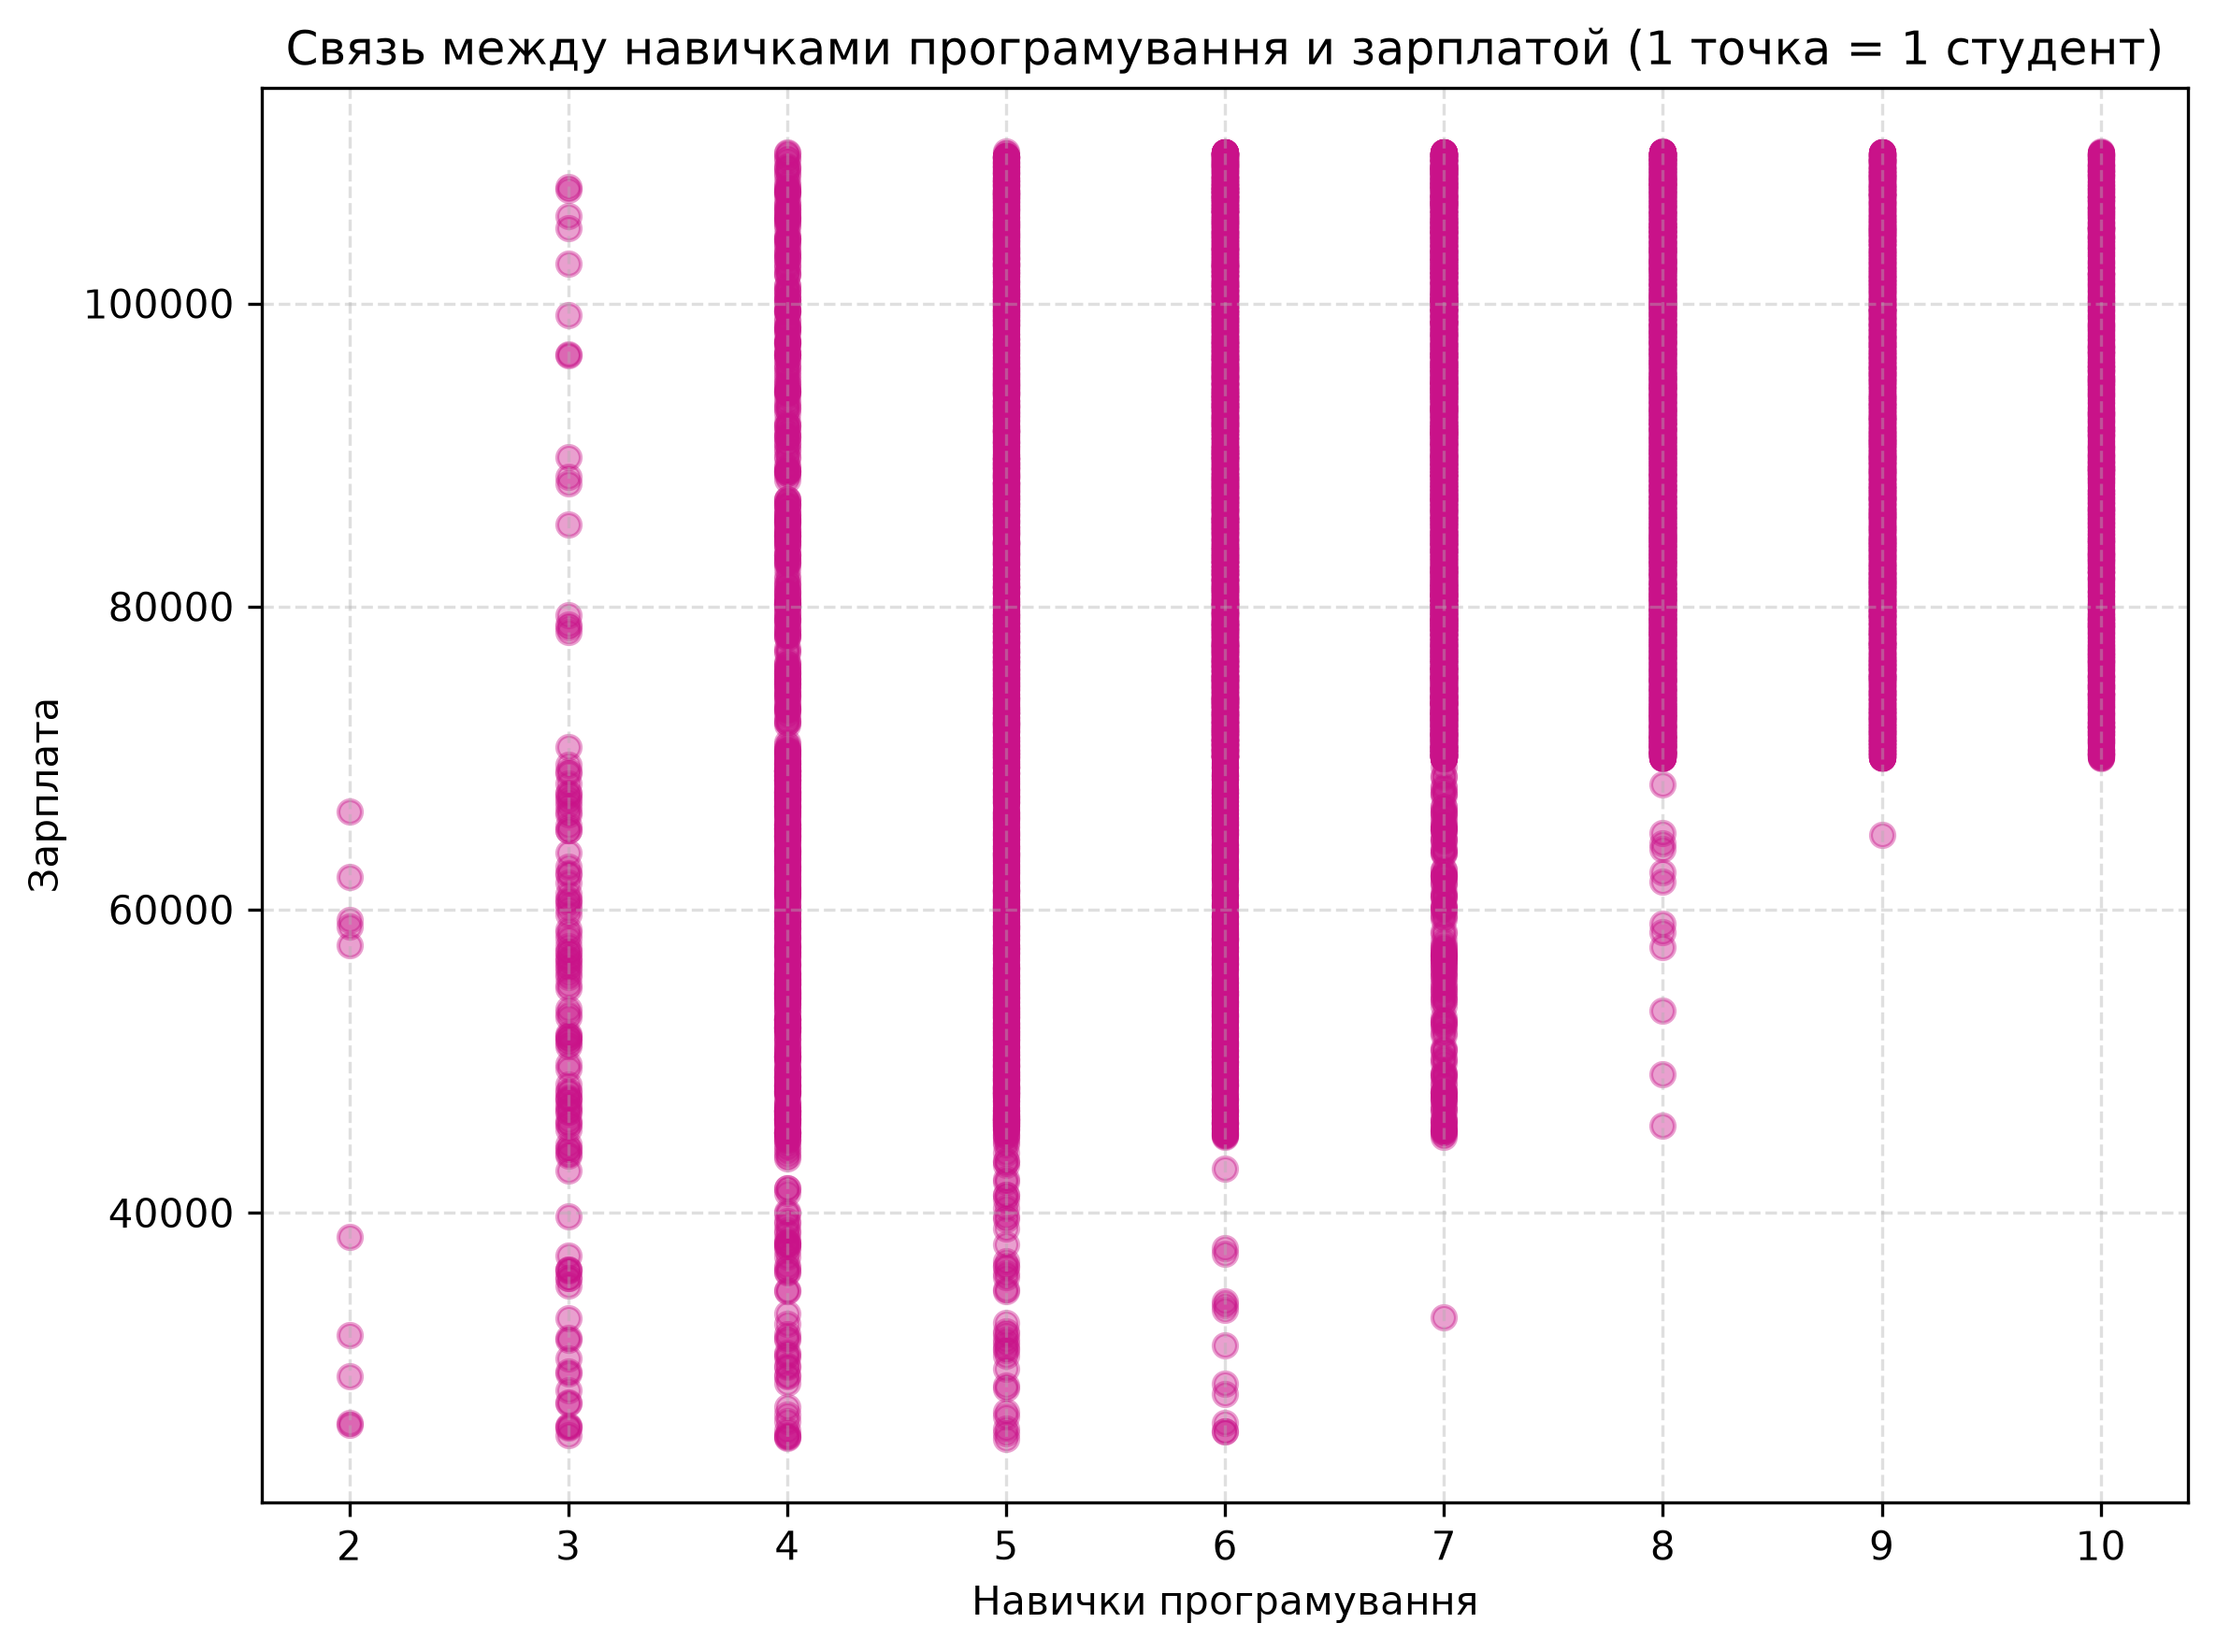 Связь между навичками програмування и зарплатой (1 точка = 1 студент)
100000
80000
60000
40000
Зарплата
2 3 4 5 6 7 8 9 10
Навички програмування